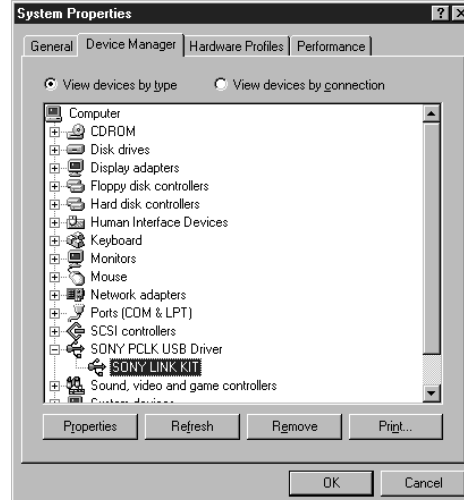 System Properties
General Device Manager Hardware Profiles Performance
View devices by type View devices by connection
Computer
CDROM
Disk drives
Display adapters
Floppy disk controllers
Hard disk controllers
Human Interface Devices
Keyboard
Monitors
Mouse
Network adapters
Ports (COM & LPT)
SCSI controllers
SONY PCLK USB Driver
SONY LINK KIT
Sound, video and game controllers
System devices
Properties Refresh Remove Print...
OK Cancel